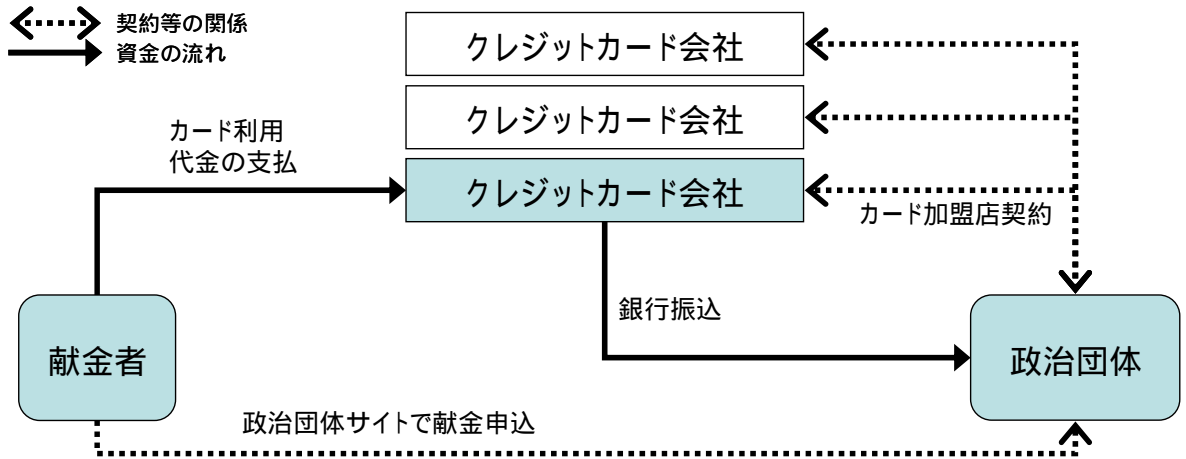 契約等の関係
資金の流れ
クレジットカード会社
クレジットカード会社
カード利用
代金の支払
クレジットカード会社
カード加盟店契約
銀行振込
献金者
政治団体
政治団体サイトで献金申込